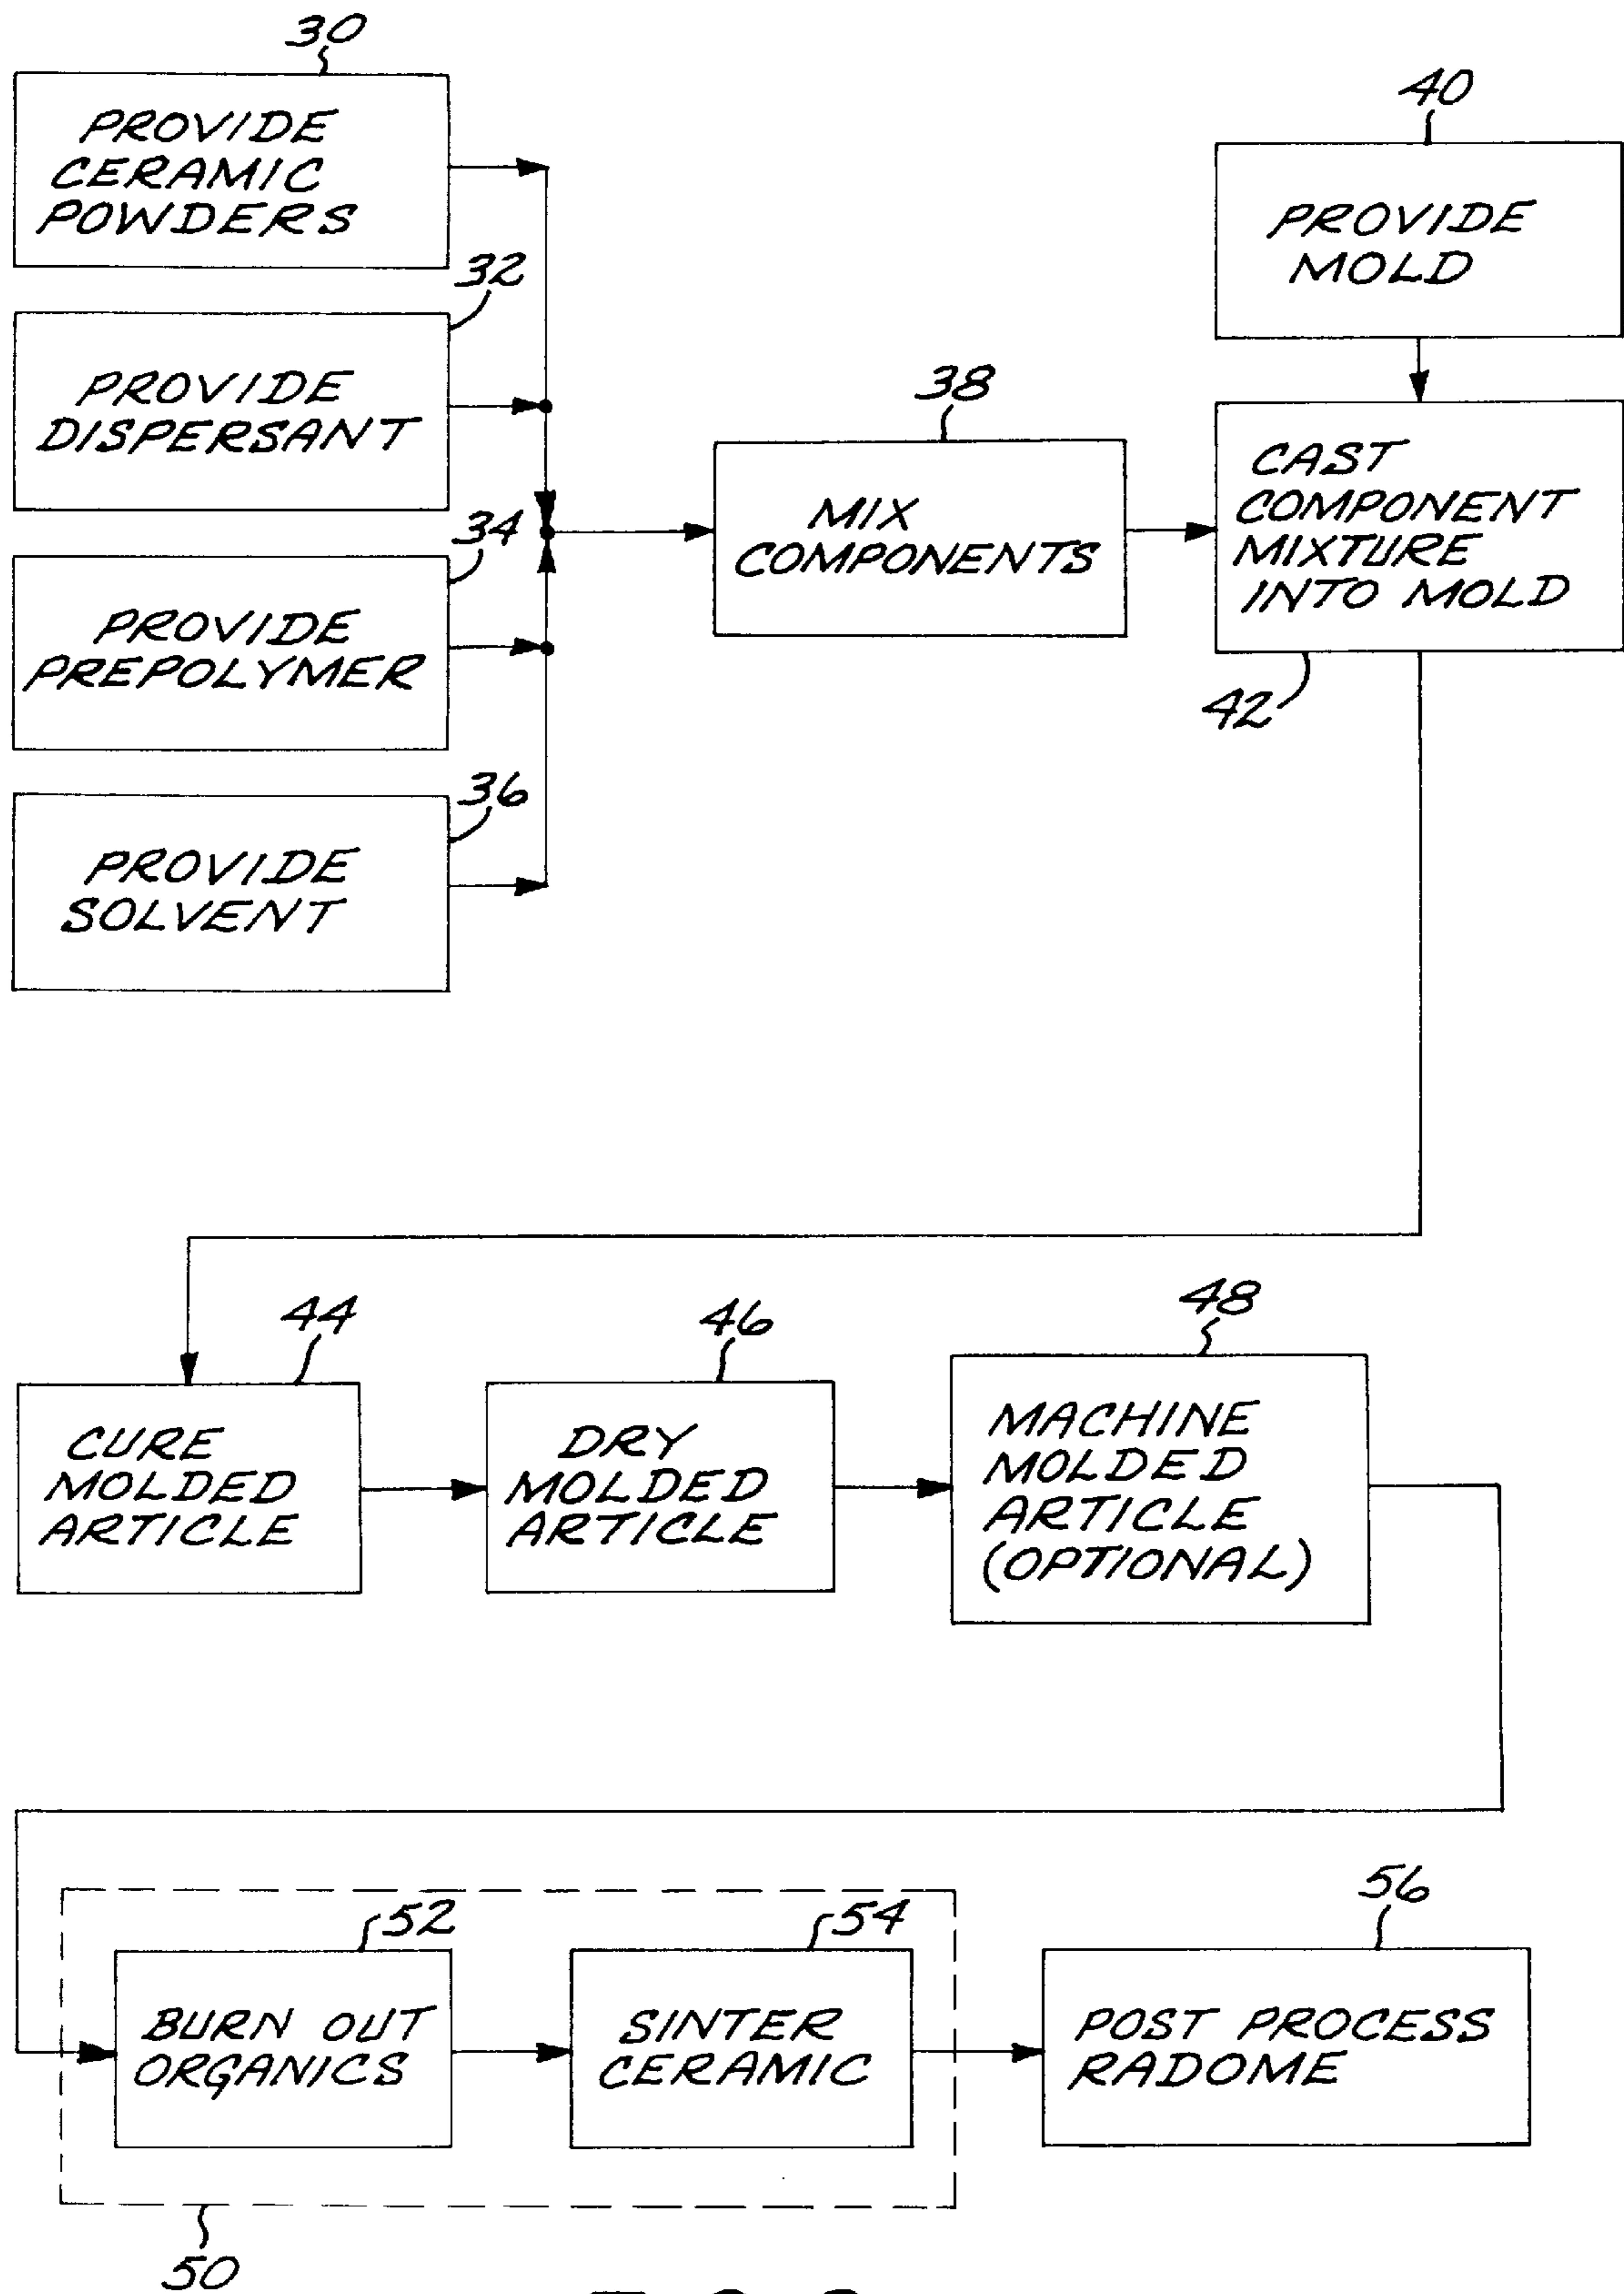 30
PROVIDE
CERAMIC
POWDERS
32
PROVIDE
DISPERSANT
34
PROVIDE
PREPOLYMER
36
PROVIDE
SOLVENT
38
MIX
COMPONENTS
40
PROVIDE
MOLD
CAST
COMPONENT
MIXTURE
INTO MOLD
42
44
CURE
MOLDED
ARTICLE
46
DRY
MOLDED
ARTICLE
48
MACHINE
MOLDED
ARTICLE
(OPTIONAL)
52
BURN OUT
ORGANICS
54
SINTER
CERAMIC
56
POST PROCESS
RADOME
50